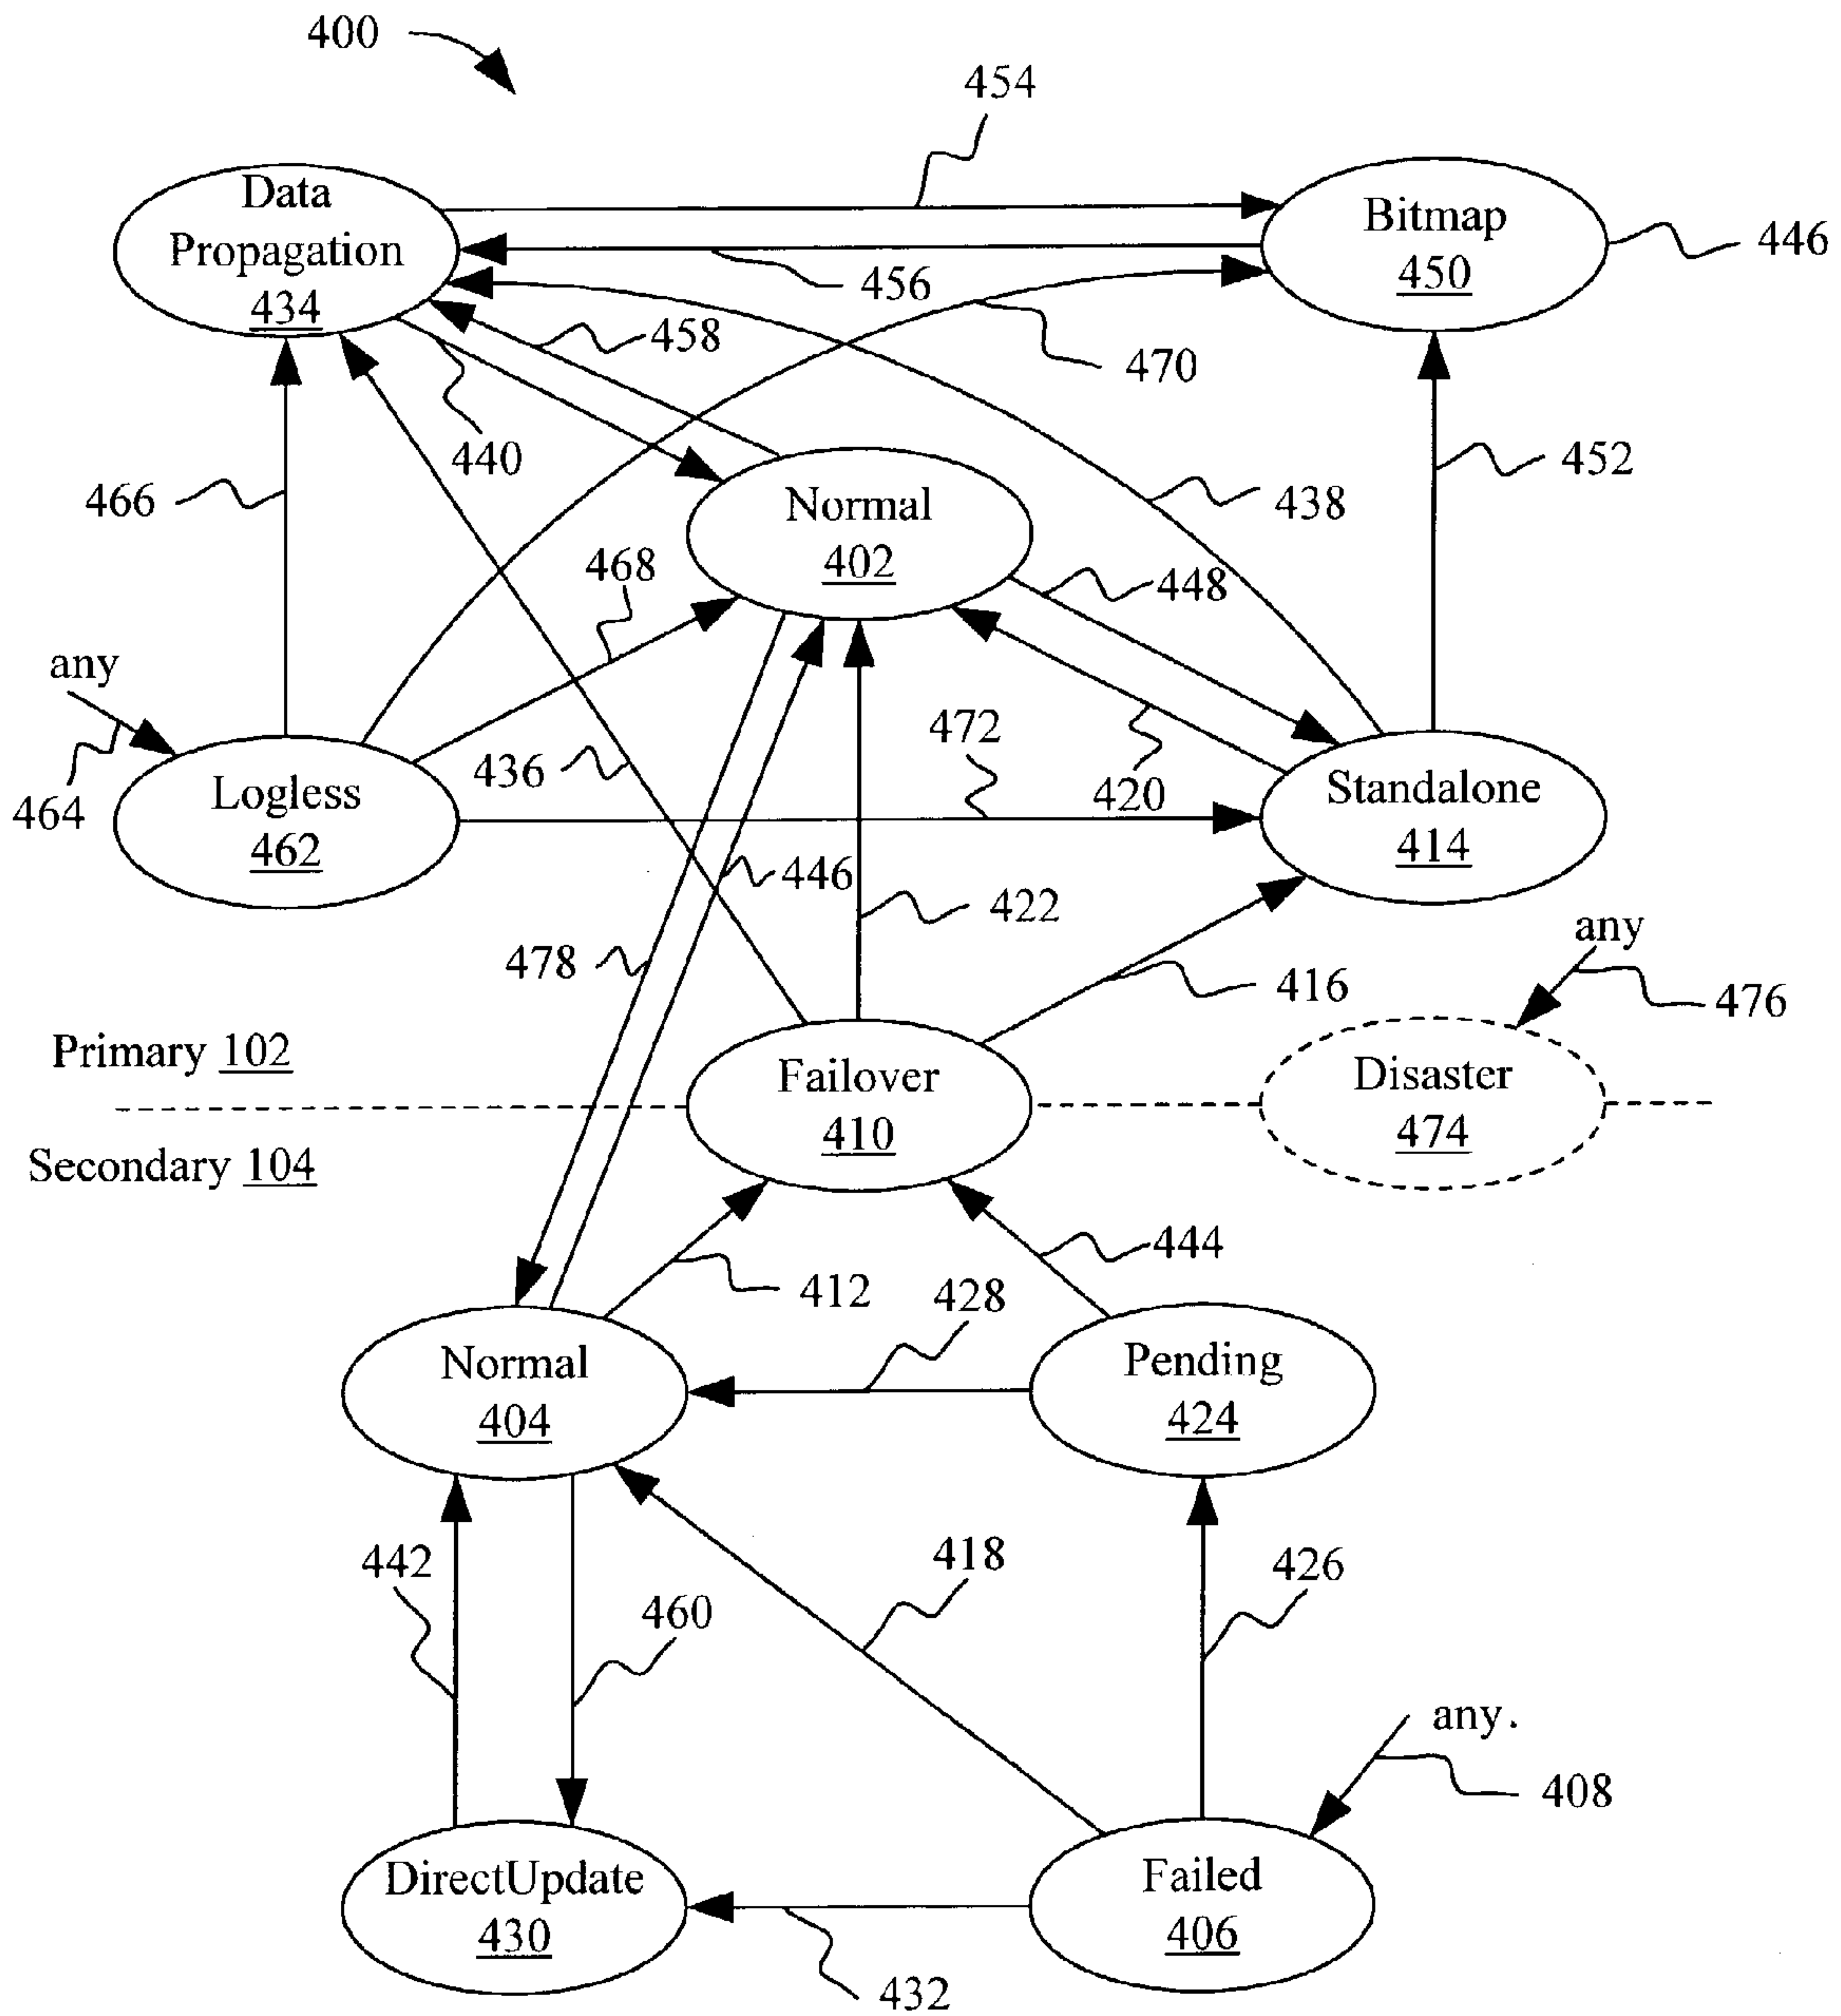 400
454
Data
Propagation
434
Bitmap
450
446
456
458
470
440
452
466
438
Normal
402
468
448
any
464
436
472
420
Logless
462
Standalone
414
446
422
478
416
any
476
Primary 102
Failover
410
Disaster
474
Secondary 104
444
412
428
Normal
404
Pending
424
442
418
426
460
any.
408
DirectUpdate
430
Failed
406
432